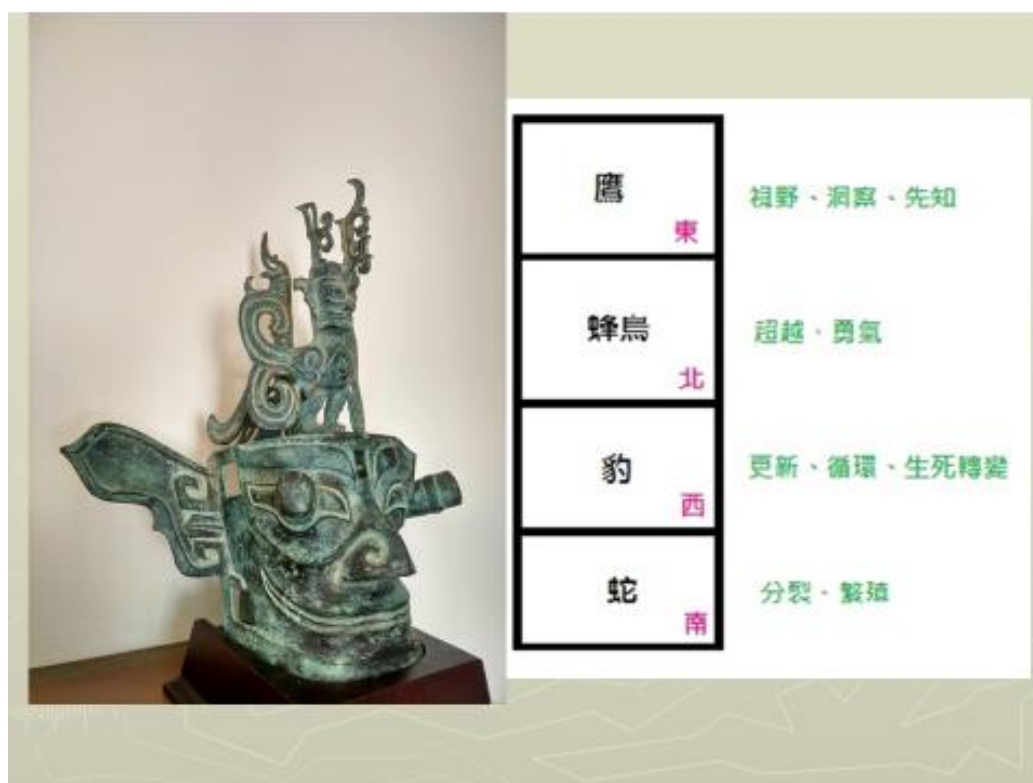 鷹
東
視野、洞察、先知
蜂鳥
北
超越、勇氣
豹
西
更新、循環、生死轉變
蛇
南
分裂、繁殖